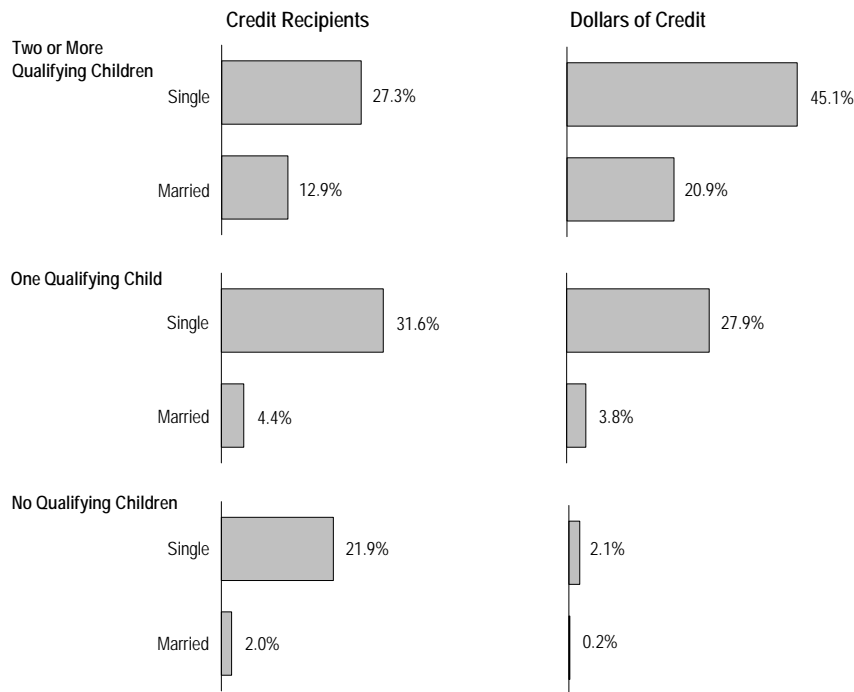 Credit Recipients
Dollars of Credit
Two or More
Qualifying Children
Single
27.3%
45.1%
Married
12.9%
20.9%
One Qualifying Child
Single
31.6%
27.9%
Married
4.4%
3.8%
No Qualifying Children
Single
21.9%
2.1%
Married
2.0%
0.2%